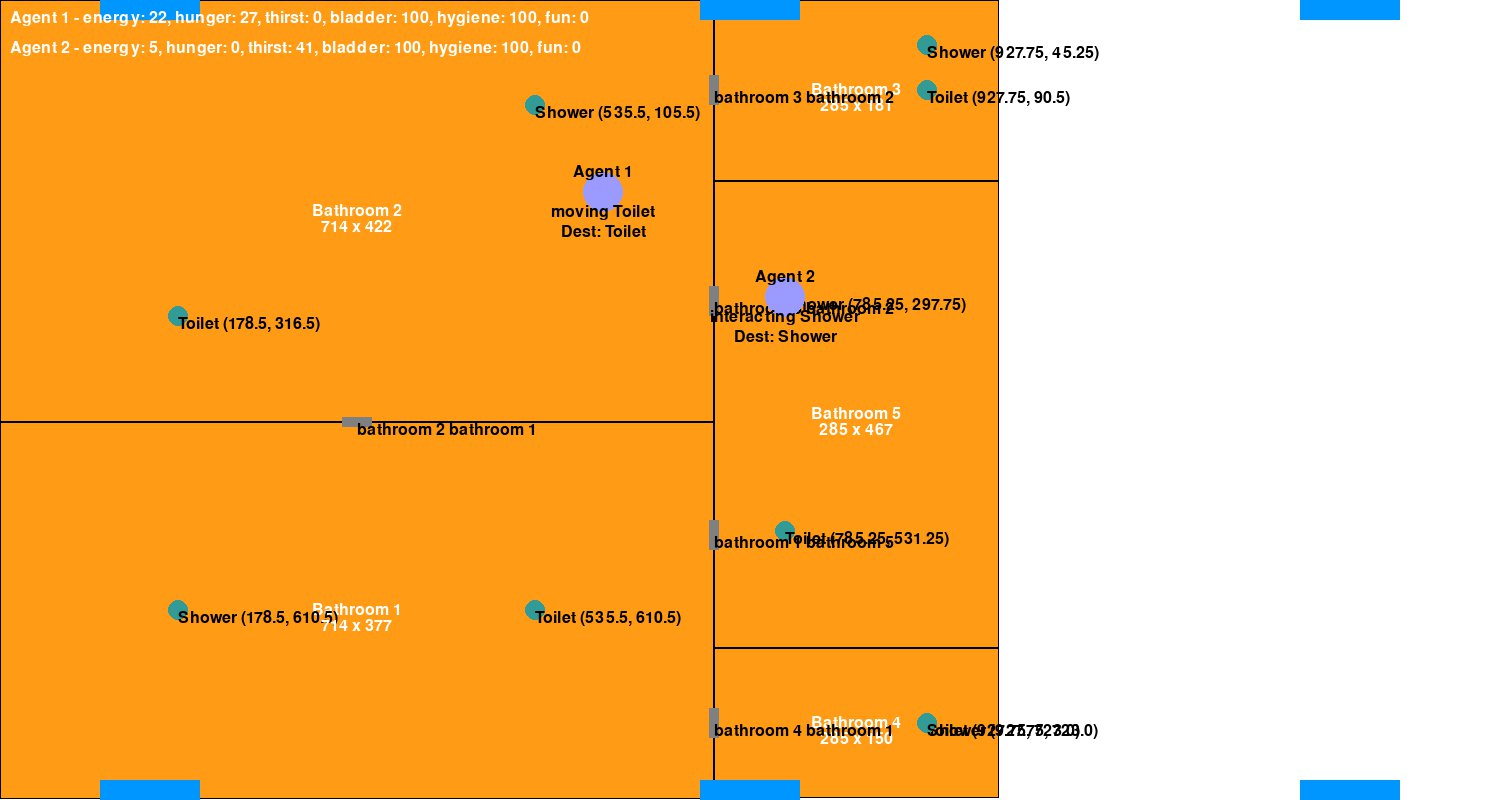 Agent 1 - energy: 22, hunger: 27, thirst: 0, bladder: 100, hygiene: 100, fun: 0
Agent 2 - energy: 5, hunger: 0, thirst: 41, bladder: 100, hygiene: 100, fun: 0
Shower (927.75, 45.25)
Bathroom 3
285 x 181
bathroom 3 bathroom 2
Toilet (927.75, 90.5)
Shower (535.5, 105.5)
Agent 1
moving Toilet
Dest: Toilet
Bathroom 2
714 x 422
Agent 2
(785.25, 297.75)
interacting Shower
Dest: Shower
Toilet (178.5, 316.5)
Bathroom 5
285 x 467
bathroom 2 bathroom 1
Toilet (785.25, 531.25)
bathroom 1 bathroom 5
Bathroom 1
714 x 377
Shower (178.5, 610.5)
Toilet (535.5, 610.5)
Bathroom 4
285 x 150
bathroom 4 bathroom 1